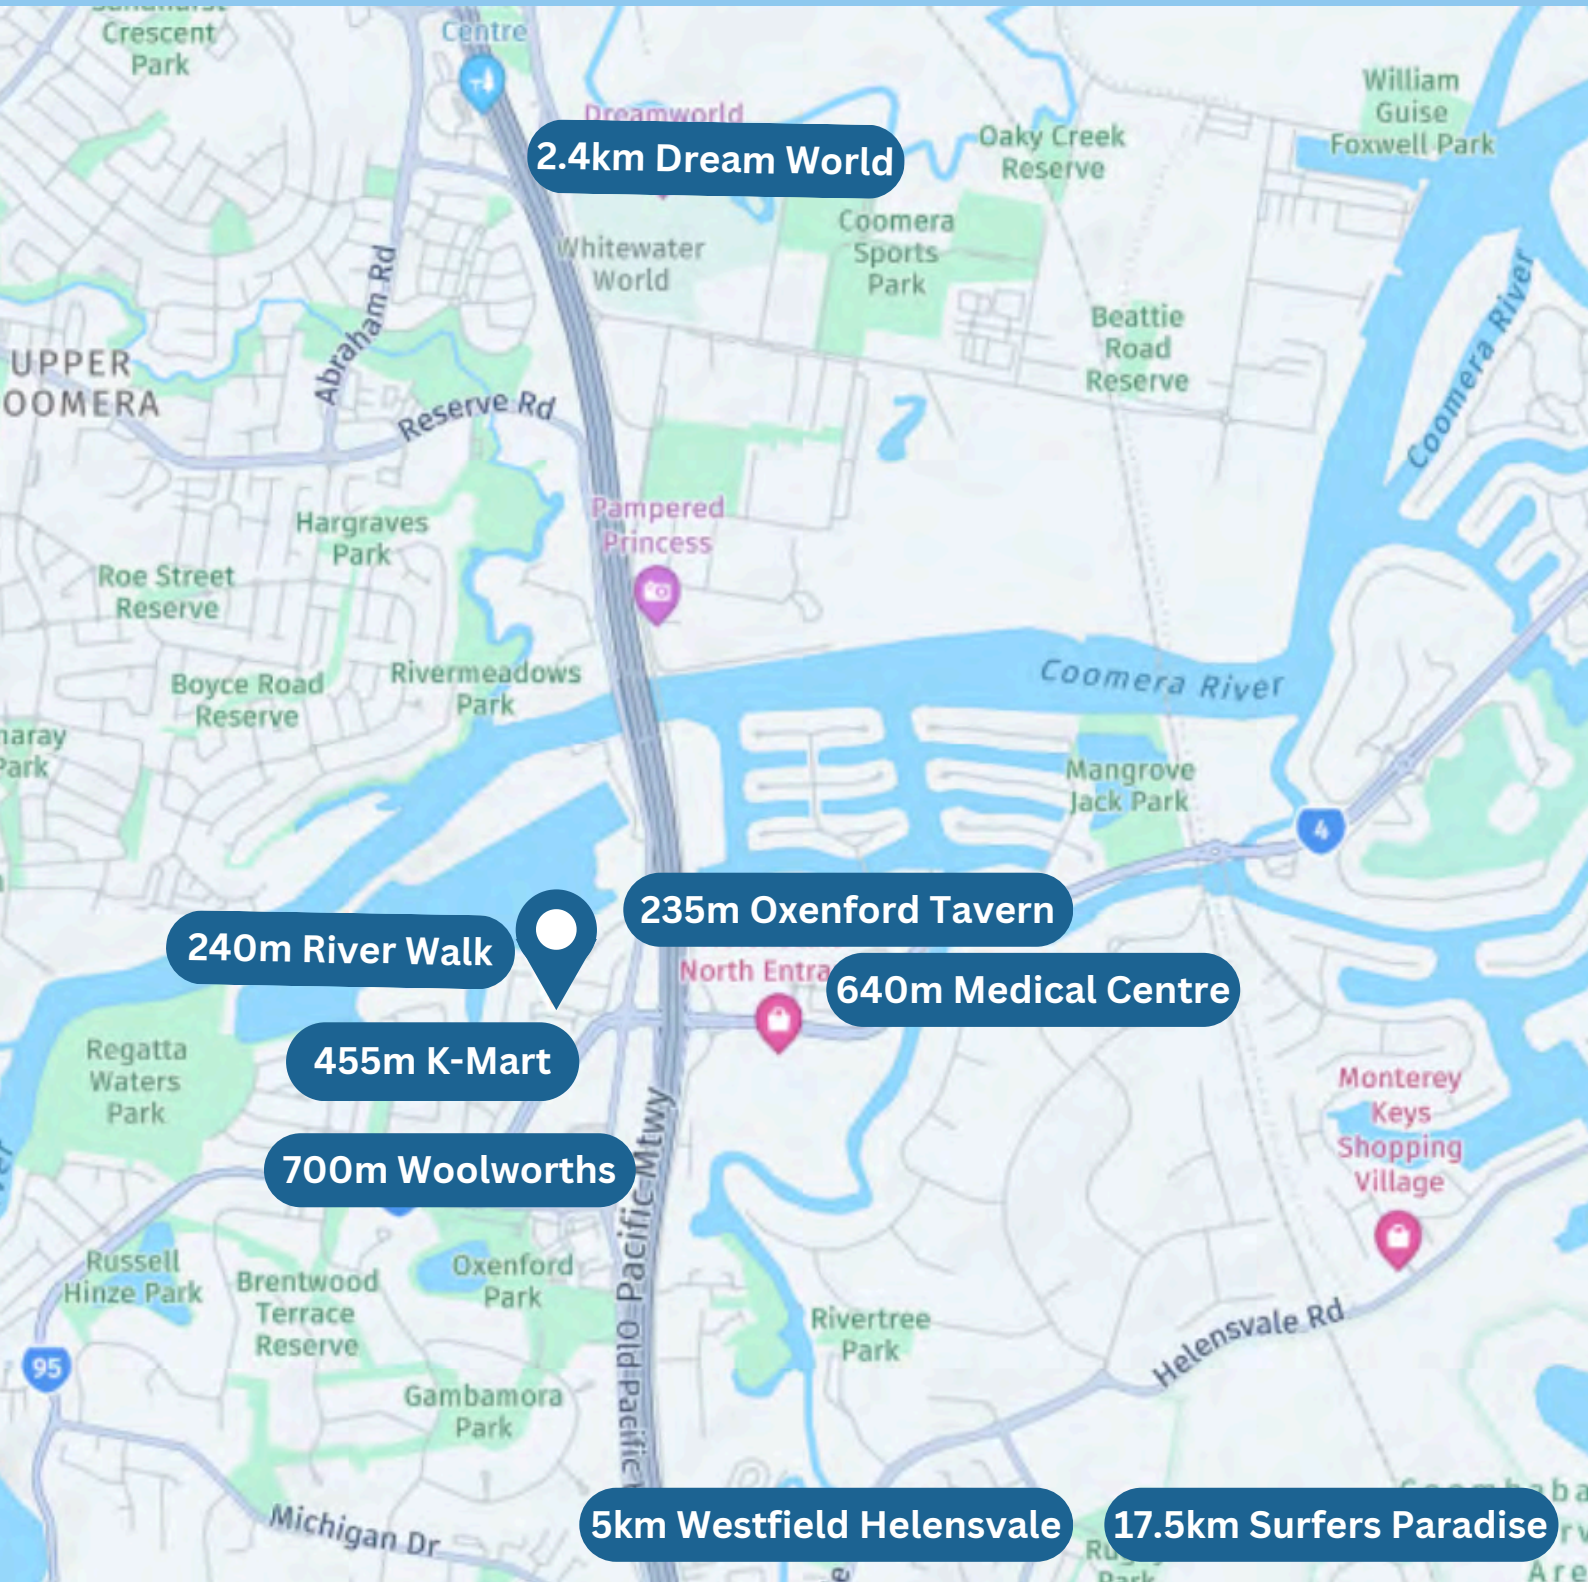 Crescent
Park
Centre
Dreamworld
2.4km Dream World
William
Guise
Foxwell Park
Oaky Creek
Reserve
Coomera
Sports
Park
Whitewater
World
Abraham Rd
Coomera River
Beattie
Road
Reserve
UPPER
OOMERA
Reserve Rd
Hargraves
Park
Pampered
Princess
Roe Street
Reserve
Boyce Road
Reserve
Rivermeadows
Park
Coomera River
haray
Park
Mangrove
Jack Park
4
235m Oxenford Tavern
240m River Walk
North Entra
640m Medical Centre
455m K-Mart
Regatta
Waters
Park
Monterey
Keys
Shopping
Village
700m Woolworths
Pacific Mtwy
Russell
Hinze Park
Brentwood
Terrace
Reserve
Oxenford
Park
Old Pacific
Rivertree
Park
Helensvale Rd
95
Gambamora
Park
Michigan Dr
5km Westfield Helensvale
17.5km Surfers Paradise
Park
Are